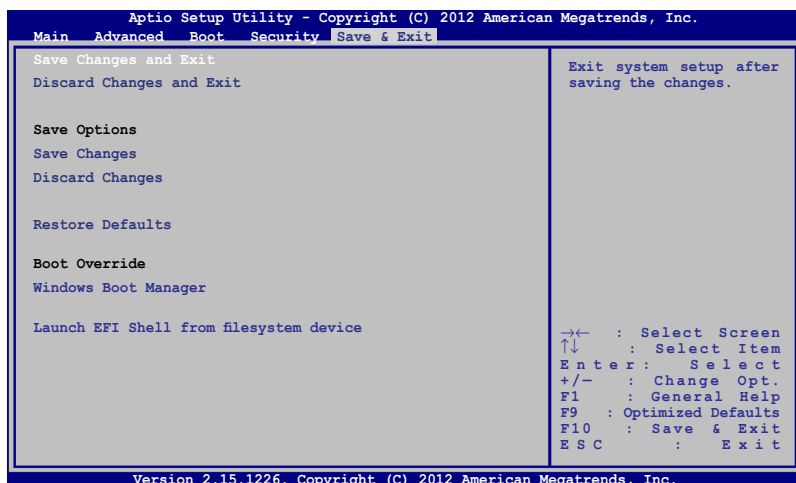 Aptio Setup Utility - Copyright (C) 2012 American Megatrends, Inc.
Main Advanced Boot Security Save & Exit
Save Changes and Exit
Discard Changes and Exit
Save Options
Save Changes
Discard Changes
Restore Defaults
Boot Override
Windows Boot Manager
Launch EFI Shell from filesystem device
Exit system setup after
saving the changes.
→← : Select Screen
↑↓ : Select Item
Enter: Select
+/— : Change Opt.
F1 : General Help
F9 : Optimized Defaults
F10 : Save & Exit
ESC : Exit
Version 2.15.1226. Copyright (C) 2012 American Megatrends, Inc.